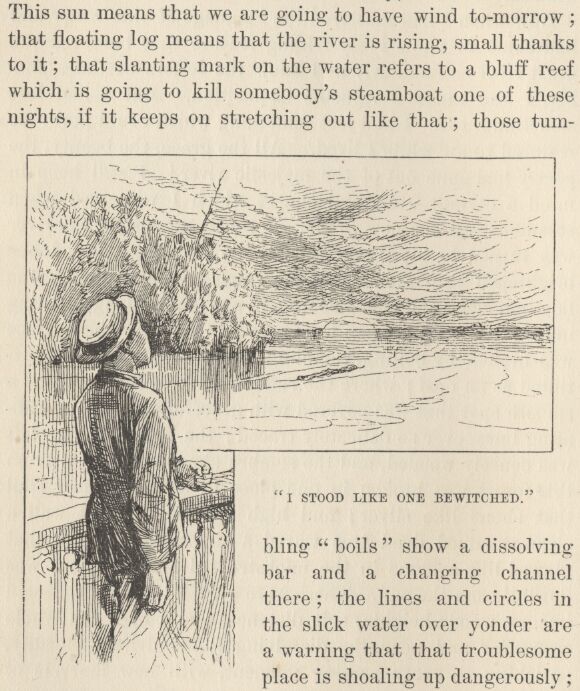 This sun means that we are going to have wind to-morrow ;
that floating log means that the river is rising, small thanks
to it ; that slanting mark on the water refers to a bluff reef
which is going to kill somebody’s steamboat one of these
nights, if it keeps on stretching out like that ; those tum-
“I STOOD LIKE ONE BEWITCHED.”
bling “ boils ” show a dissolving
bar and a changing channel
there ; the lines and circles in
the slick water over yonder are
a warning that that troublesome
place is shoaling up dangerously ;